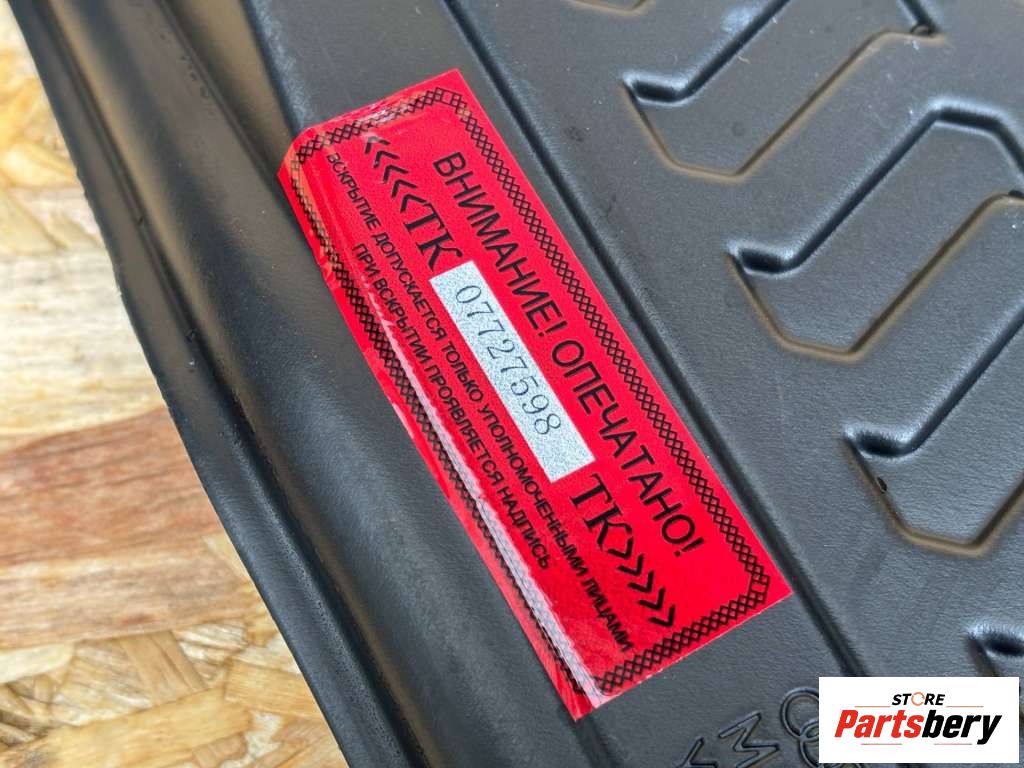 ВНИМАНИЕ! ОПЕЧАТАНО!
<<<<<ТК 07727598 ТК>>>>>
ВСКРЫТИЕ ДОПУСКАЕТСЯ ТОЛЬКО УПОЛНОМОЧЕННЫМИ ЛИЦАМИ
ПРИ ВСКРЫТИИ ПРОЯВЛЯЕТСЯ НАДПИСЬ
STORE
Partsbery